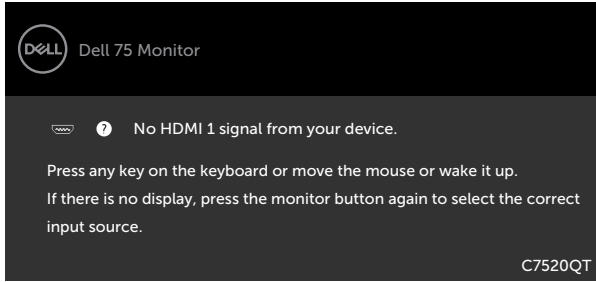 DELL
Dell 75 Monitor
? No HDMI 1 signal from your device.
Press any key on the keyboard or move the mouse or wake it up.
If there is no display, press the monitor button again to select the correct
input source.
C7520QT